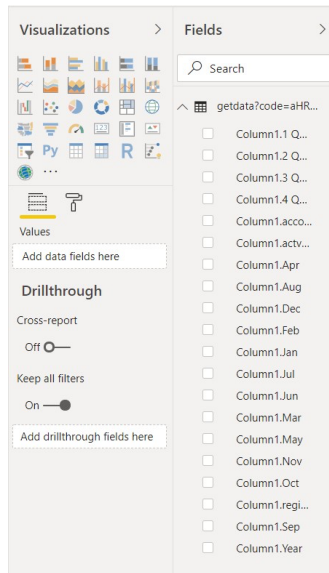 Visualizations
Values
Add data fields here
Drillthrough
Cross-report
Off
Keep all filters
On
Add drillthrough fields here
Fields
Search
getdata?code=aHR...
Column1.1 Q...
Column1.2 Q...
Column1.3 Q...
Column1.4 Q...
Column1.acco...
Column1.actv...
Column1.Apr
Column1.Aug
Column1.Dec
Column1.Feb
Column1.Jan
Column1.Jul
Column1.Jun
Column1.Mar
Column1.May
Column1.Nov
Column1.Oct
Column1.regi...
Column1.Sep
Column1.Year
Py
R
123